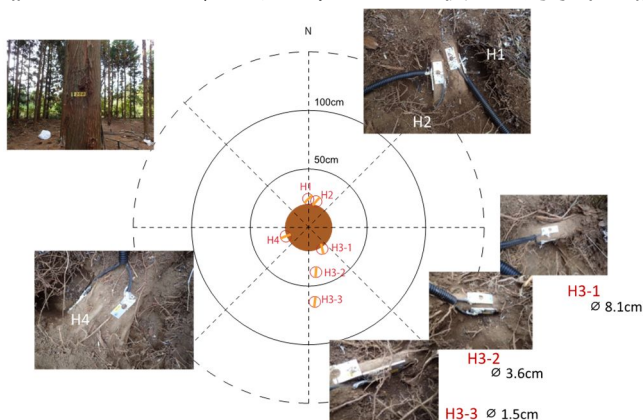 N
100cm
50cm
H1
H2
H1
H2
H4
H3-1
H3-2
H3-3
H4
H3-1
∅ 8.1cm
H3-2
∅ 3.6cm
H3-3 ∅ 1.5cm